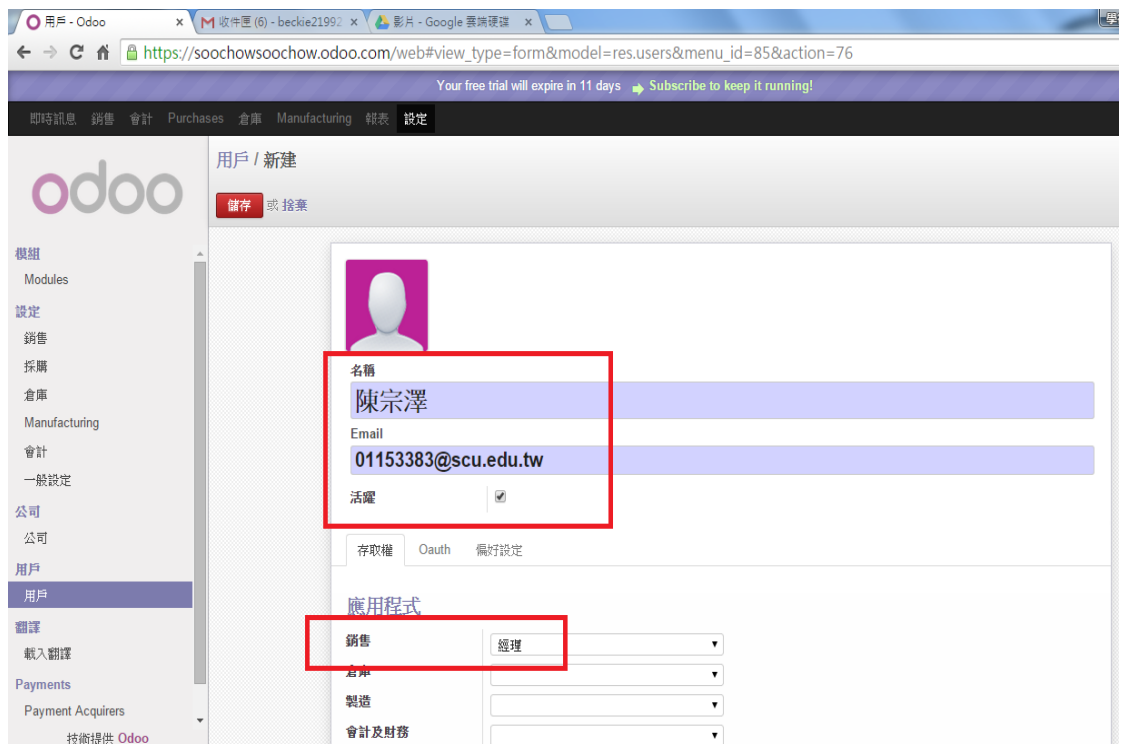 用戶 - Odoo × 收件匣 (6) - beckie21992 × 影片 - Google 雲端硬碟 ×
https://soochowsoochow.odoo.com/web#view_type=form&model=res.users&menu_id=85&action=76
Your free trial will expire in 11 days Subscribe to keep it running!
即時訊息 銷售 會計 Purchases 倉庫 Manufacturing 報表 設定
odoo
用戶 / 新建
儲存 或 捨棄
模組
Modules
設定
銷售
採購
倉庫
Manufacturing
會計
一般設定
公司
公司
用戶
用戶
翻譯
載入翻譯
Payments
Payment Acquirers
技術提供 Odoo
名稱
陳宗澤
Email
01153383@scu.edu.tw
活躍
存取權 Oauth 偏好設定
應用程式
銷售 經理
倉庫
製造
會計及財務